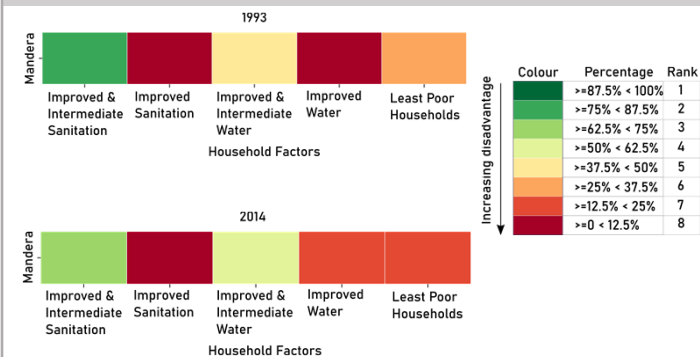 1993
Mandera
Improved & Intermediate Sanitation
Improved Sanitation
Improved & Intermediate Water
Improved Water
Least Poor Households
Household Factors
2014
Mandera
Improved & Intermediate Sanitation
Improved Sanitation
Improved & Intermediate Water
Improved Water
Least Poor Households
Household Factors
Increasing disadvantage
Colour Percentage Rank
>=87.5% < 100% 1
>=75% < 87.5% 2
>=62.5% < 75% 3
>=50% < 62.5% 4
>=37.5% < 50% 5
>=25% < 37.5% 6
>=12.5% < 25% 7
>=0 < 12.5% 8